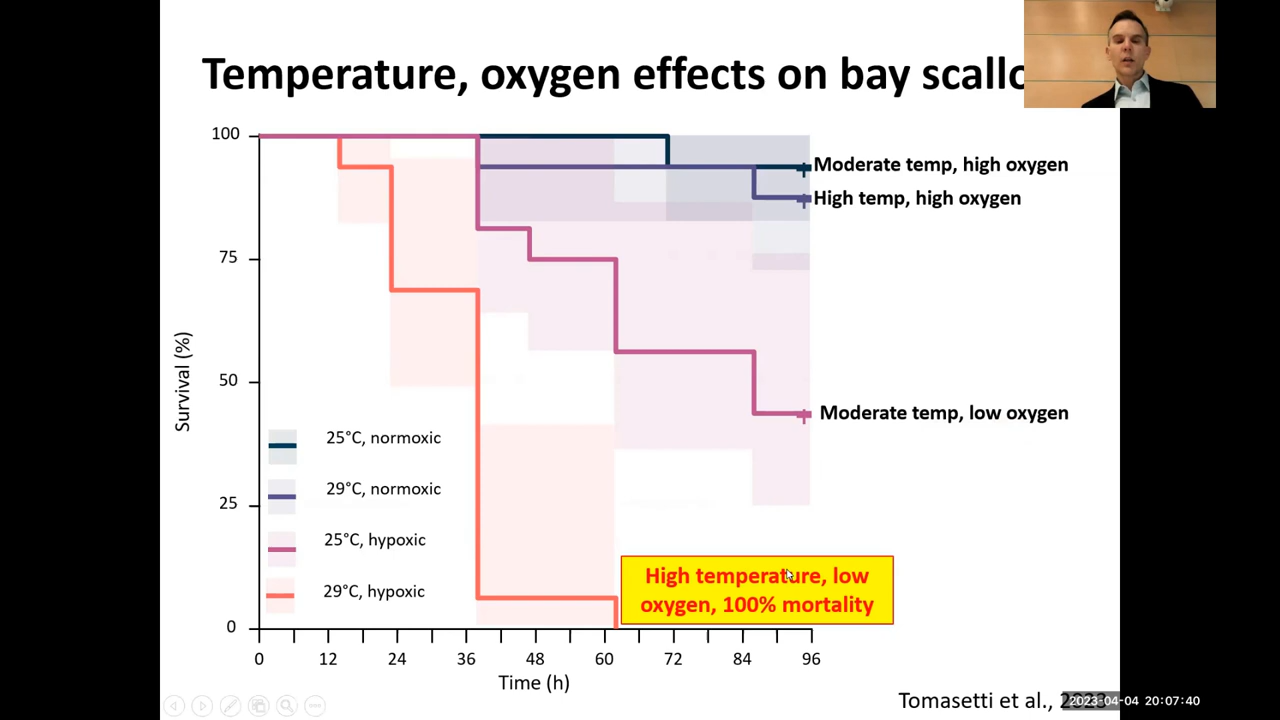 Temperature, oxygen effects on bay scallo
100
75
50
25
0
Survival (%)
Moderate temp, high oxygen
High temp, high oxygen
Moderate temp, low oxygen
25°C, normoxic
29°C, normoxic
25°C, hypoxic
29°C, hypoxic
High temperature, low
oxygen, 100% mortality
0 12 24 36 48 60 72 84 96
Time (h)
Tomasetti et al.,
2023-04-04 20:07:40